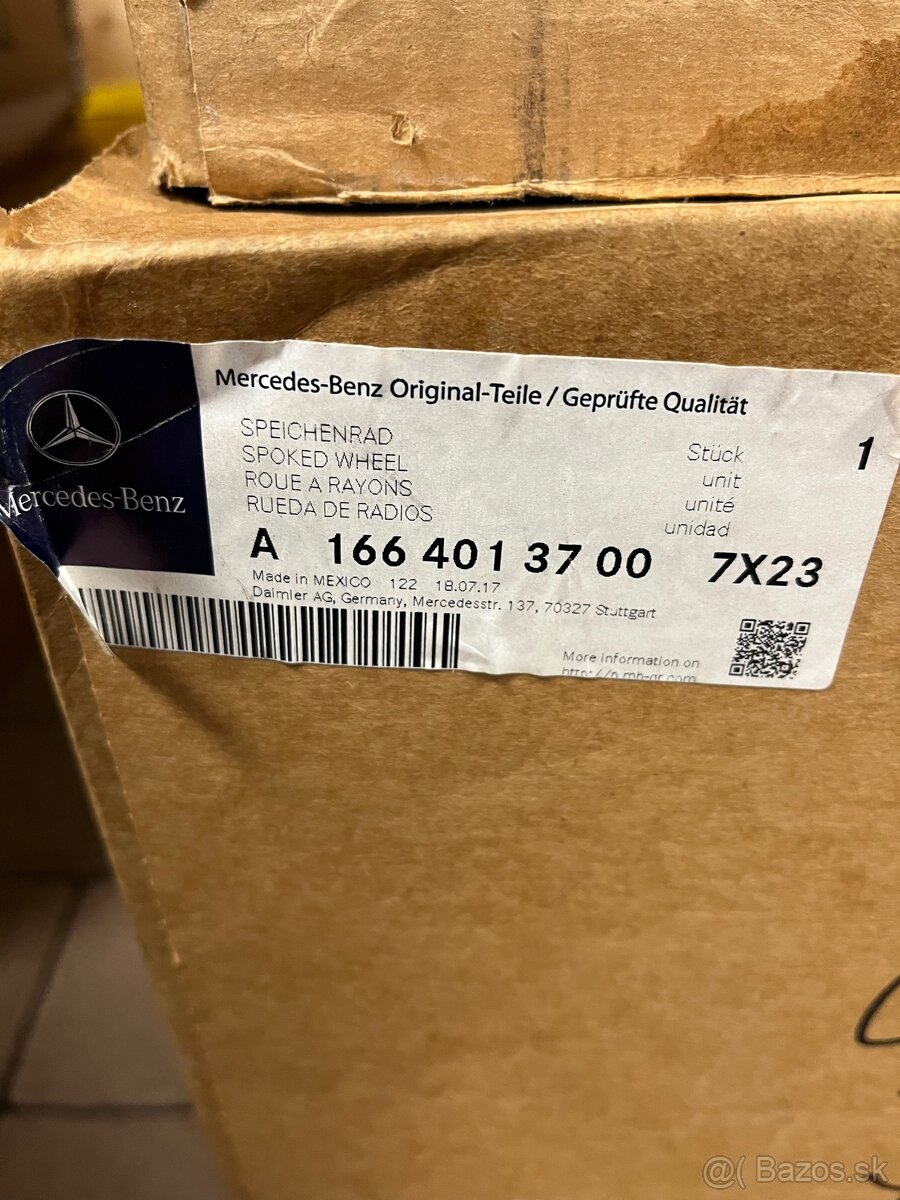 Mercedes-Benz Original-Teile / Geprüfte Qualität
SPEICHENRAD
SPOKED WHEEL
ROUE A RAYONS
RUEDA DE RADIOS
Stück 1
unit
unité
unidad
Mercedes-Benz
A 166 401 37 00 7X23
Made in MEXICO 122 18.07.17
Daimler AG, Germany, Mercedesstr. 137, 70327 Stuttgart
More information on
@( Bazos.sk